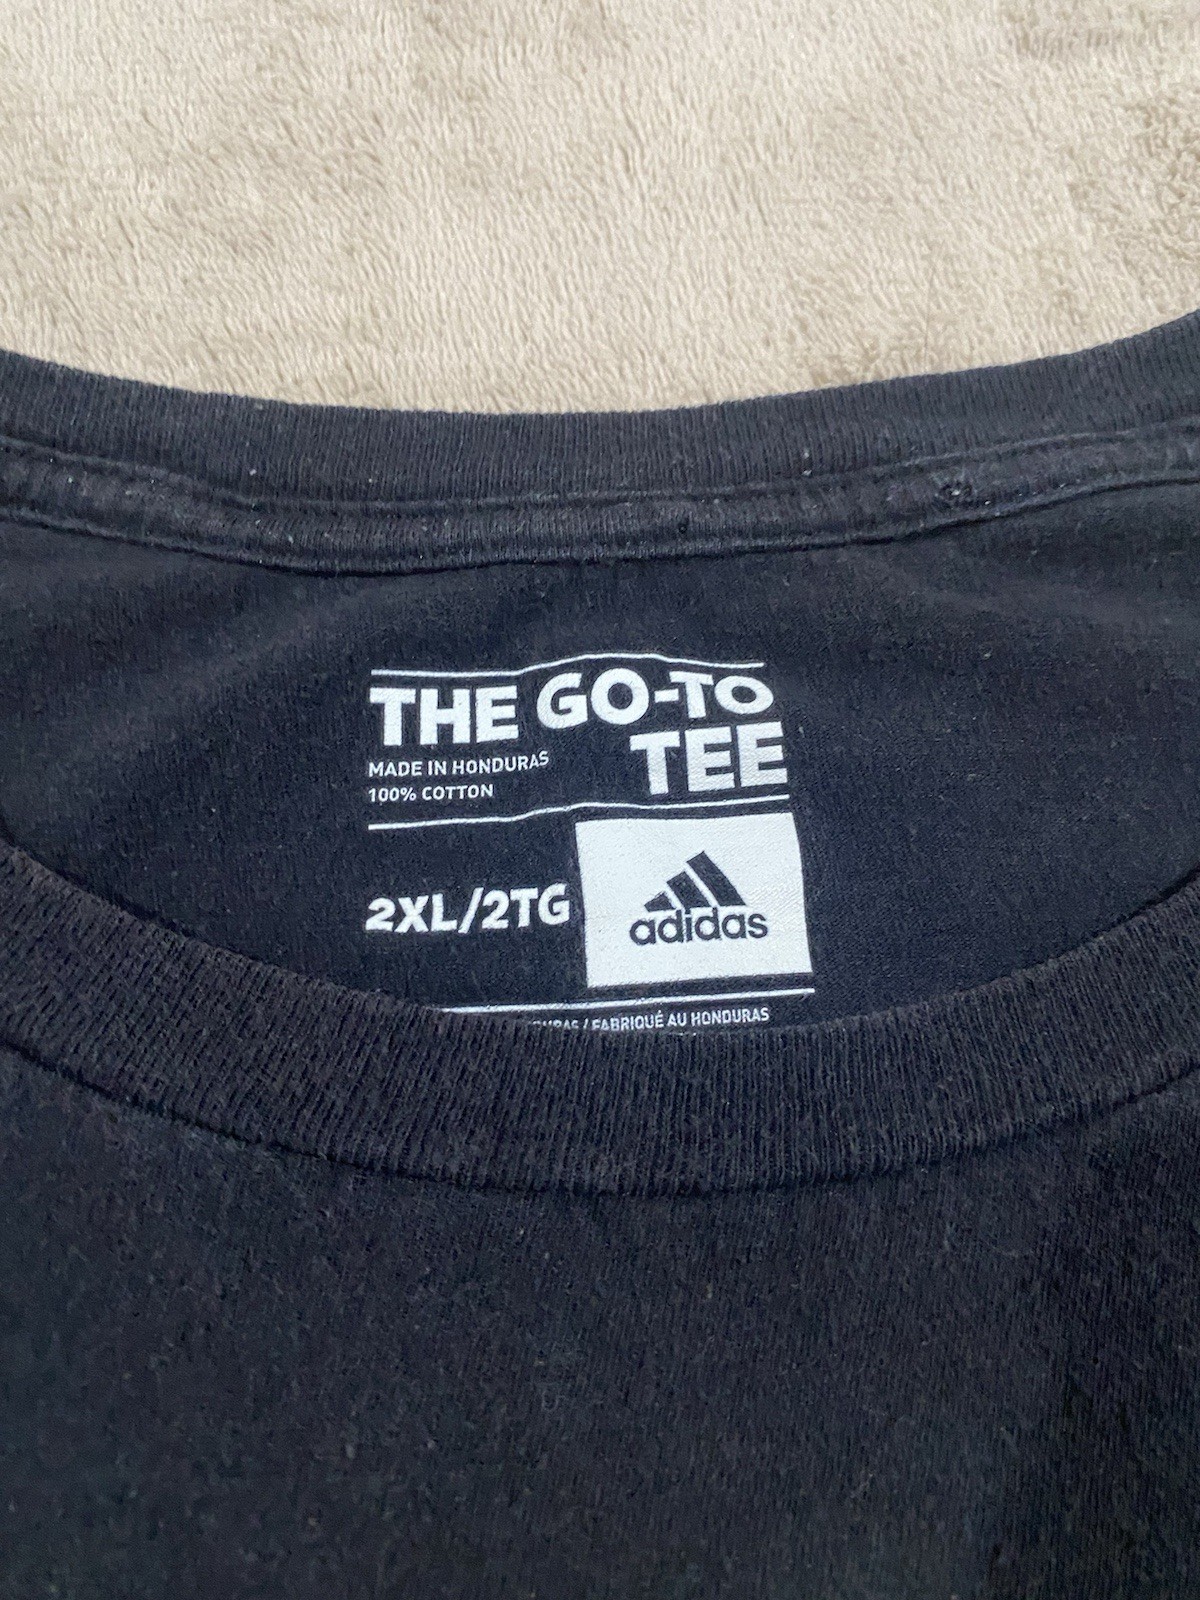 THE GO-TO
TEE
MADE IN HONDURAS
100% COTTON
2XL/2TG
adidas
/ FABRIQUÉ AU HONDURAS